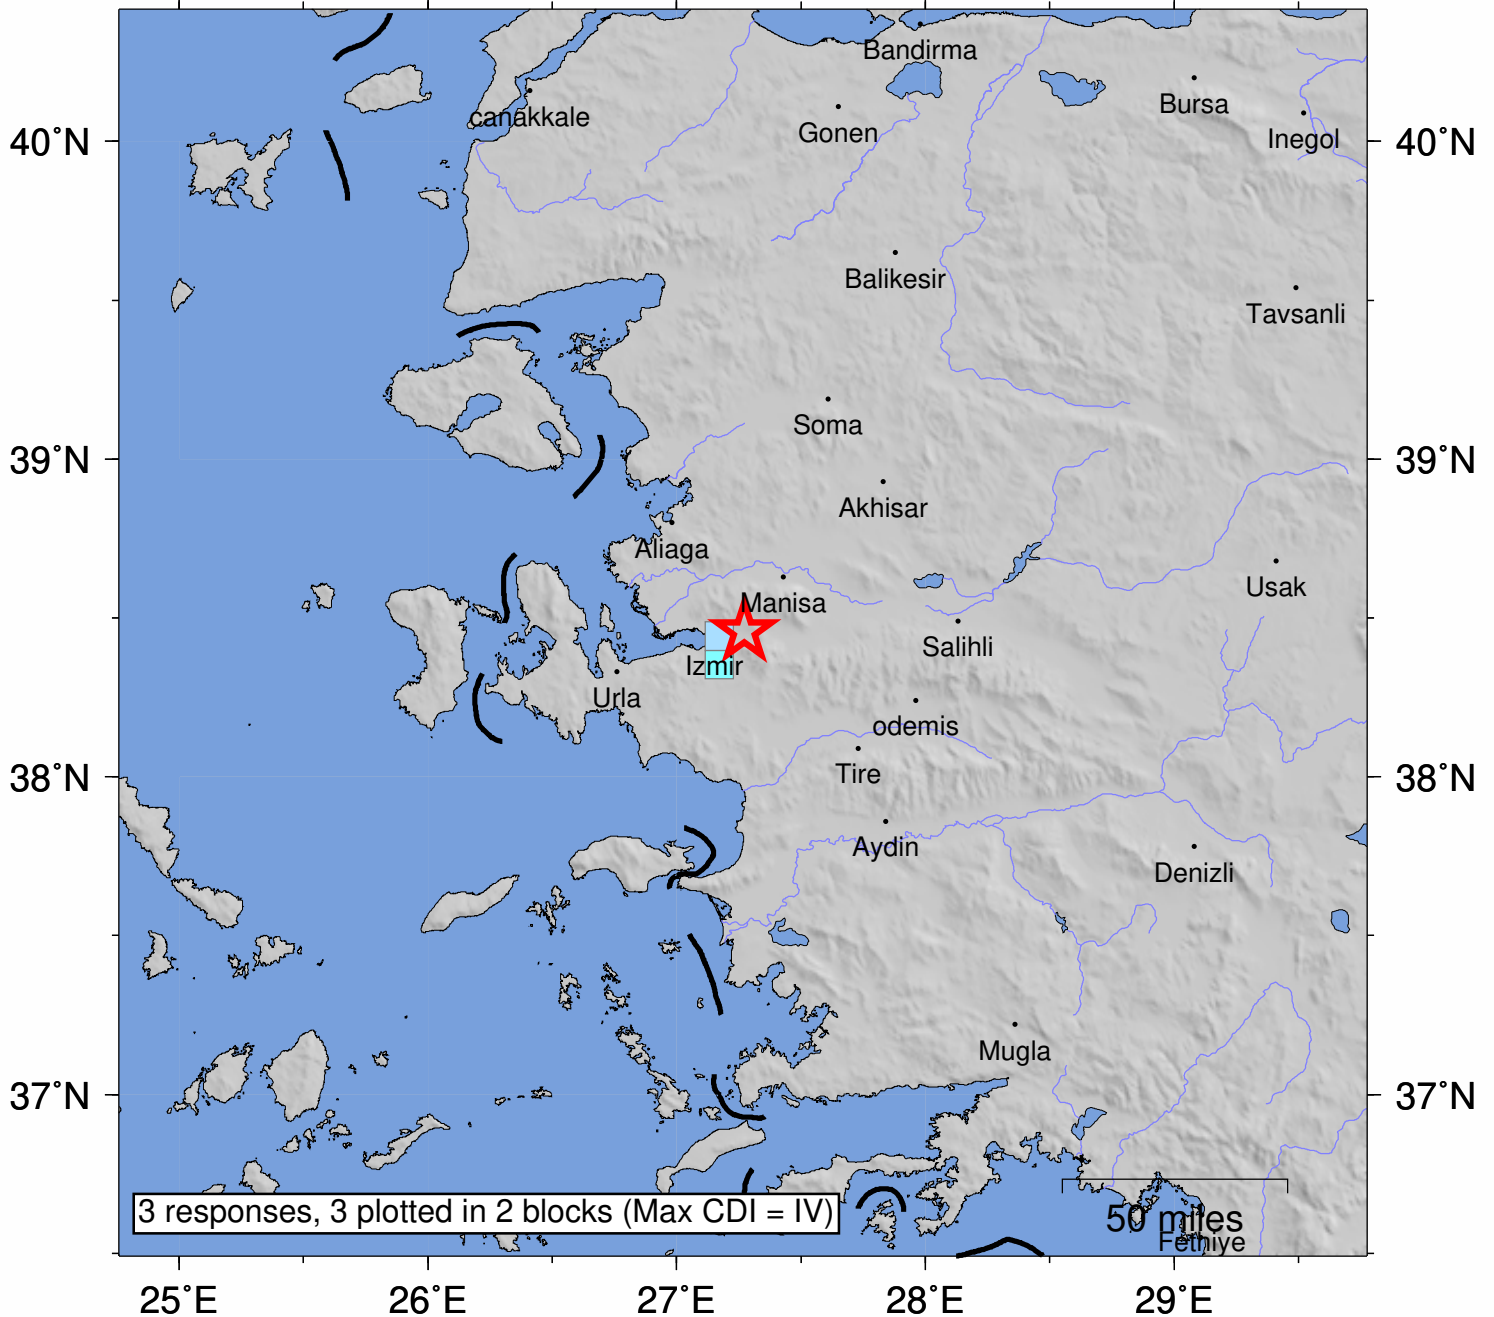 Bandirma
canakkale
Bursa
Gonen
Inegol
40˚N
40˚N
Balikesir
Tavsanli
Soma
39˚N
39˚N
Akhisar
Aliaga
Manisa
Usak
Salihli
Izmir
Urla
odemis
Tire
38˚N
38˚N
Aydin
Denizli
Mugla
37˚N
37˚N
3 responses, 3 plotted in 2 blocks (Max CDI = IV)
50 miles
Fethiye
25˚E
26˚E
27˚E
28˚E
29˚E